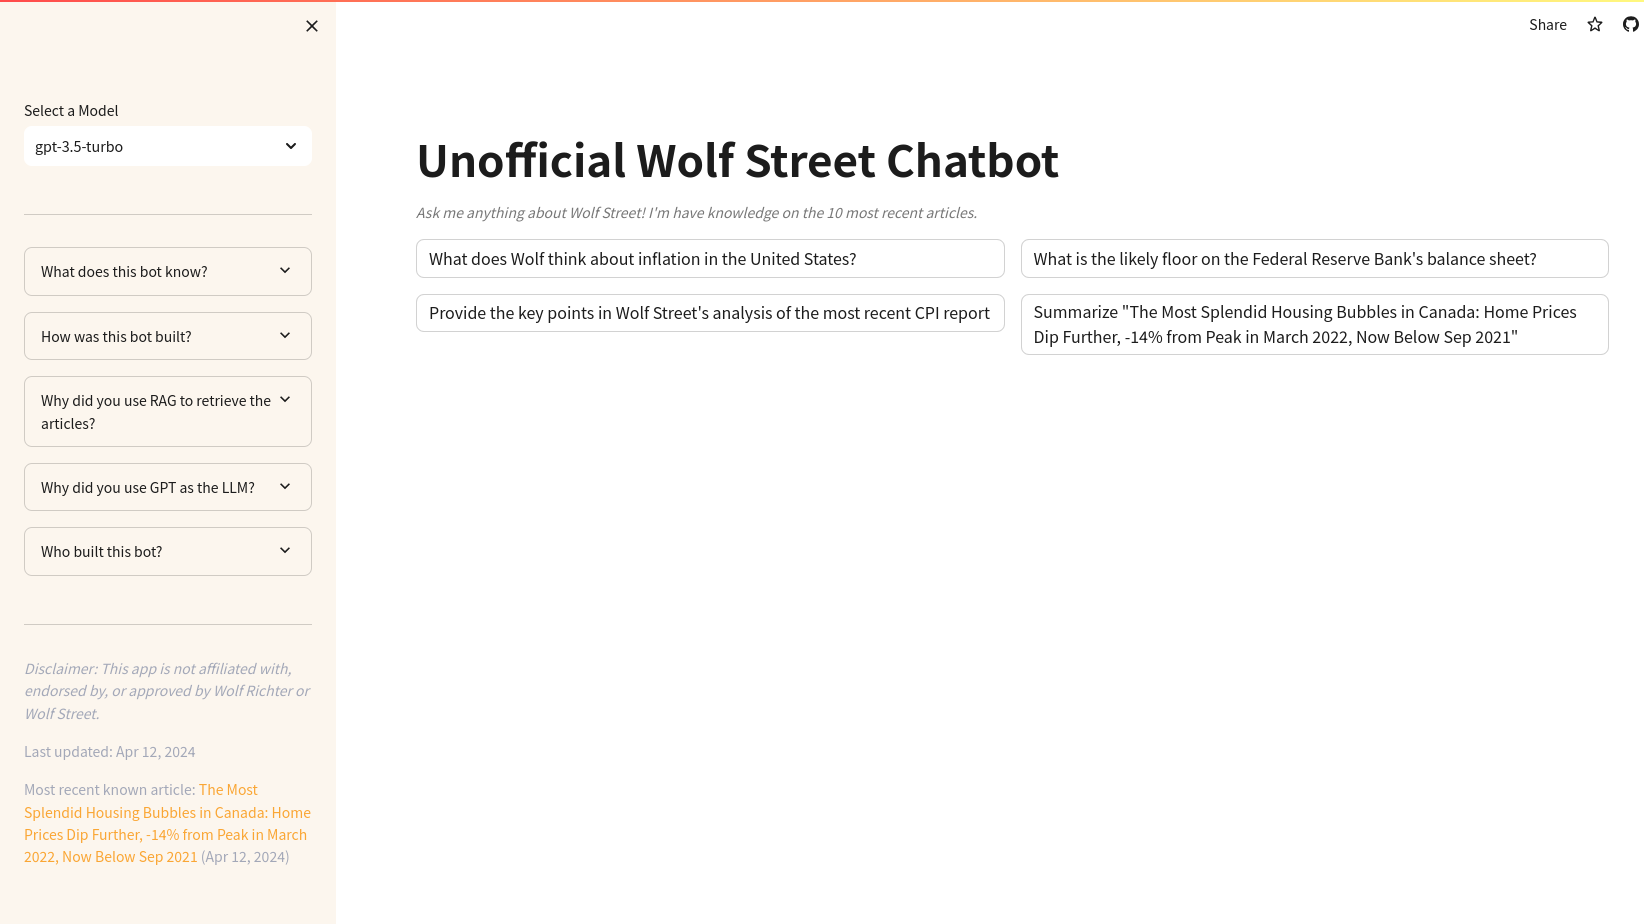 Select a Model
gpt-3.5-turbo
What does this bot know?
How was this bot built?
Why did you use RAG to retrieve the
articles?
Why did you use GPT as the LLM?
Who built this bot?
Disclaimer: This app is not affiliated with,
endorsed by, or approved by Wolf Richter or
Wolf Street.
Last updated: Apr 12, 2024
Most recent known article: The Most
Splendid Housing Bubbles in Canada: Home
Prices Dip Further, -14% from Peak in March
2022, Now Below Sep 2021 (Apr 12, 2024)
Share
Unofficial Wolf Street Chatbot
Ask me anything about Wolf Street! I'm have knowledge on the 10 most recent articles.
What does Wolf think about inflation in the United States?
What is the likely floor on the Federal Reserve Bank's balance sheet?
Provide the key points in Wolf Street's analysis of the most recent CPI report
Summarize "The Most Splendid Housing Bubbles in Canada: Home Prices
Dip Further, -14% from Peak in March 2022, Now Below Sep 2021"